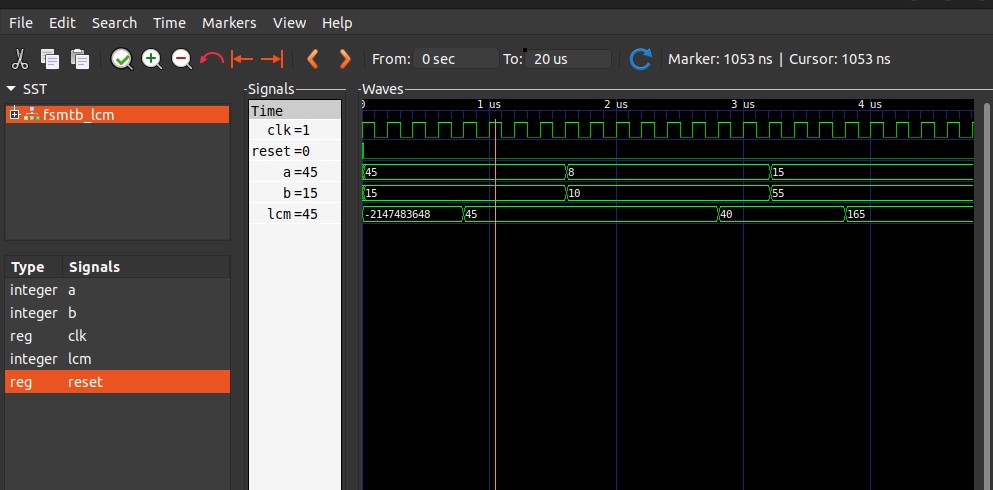 File Edit Search Time Markers View Help
From: 0 sec To: 20 us Marker: 1053 ns | Cursor: 1053 ns
SST
fsmtb_lcm
Type Signals
integer a
integer b
reg clk
integer lcm
reg reset
Signals
Time
clk=1
reset=0
a=45
b=15
lcm=45
Waves
0 1 us 2 us 3 us 4 us
45 8 15
15 10 55
-2147483648 45 40 165